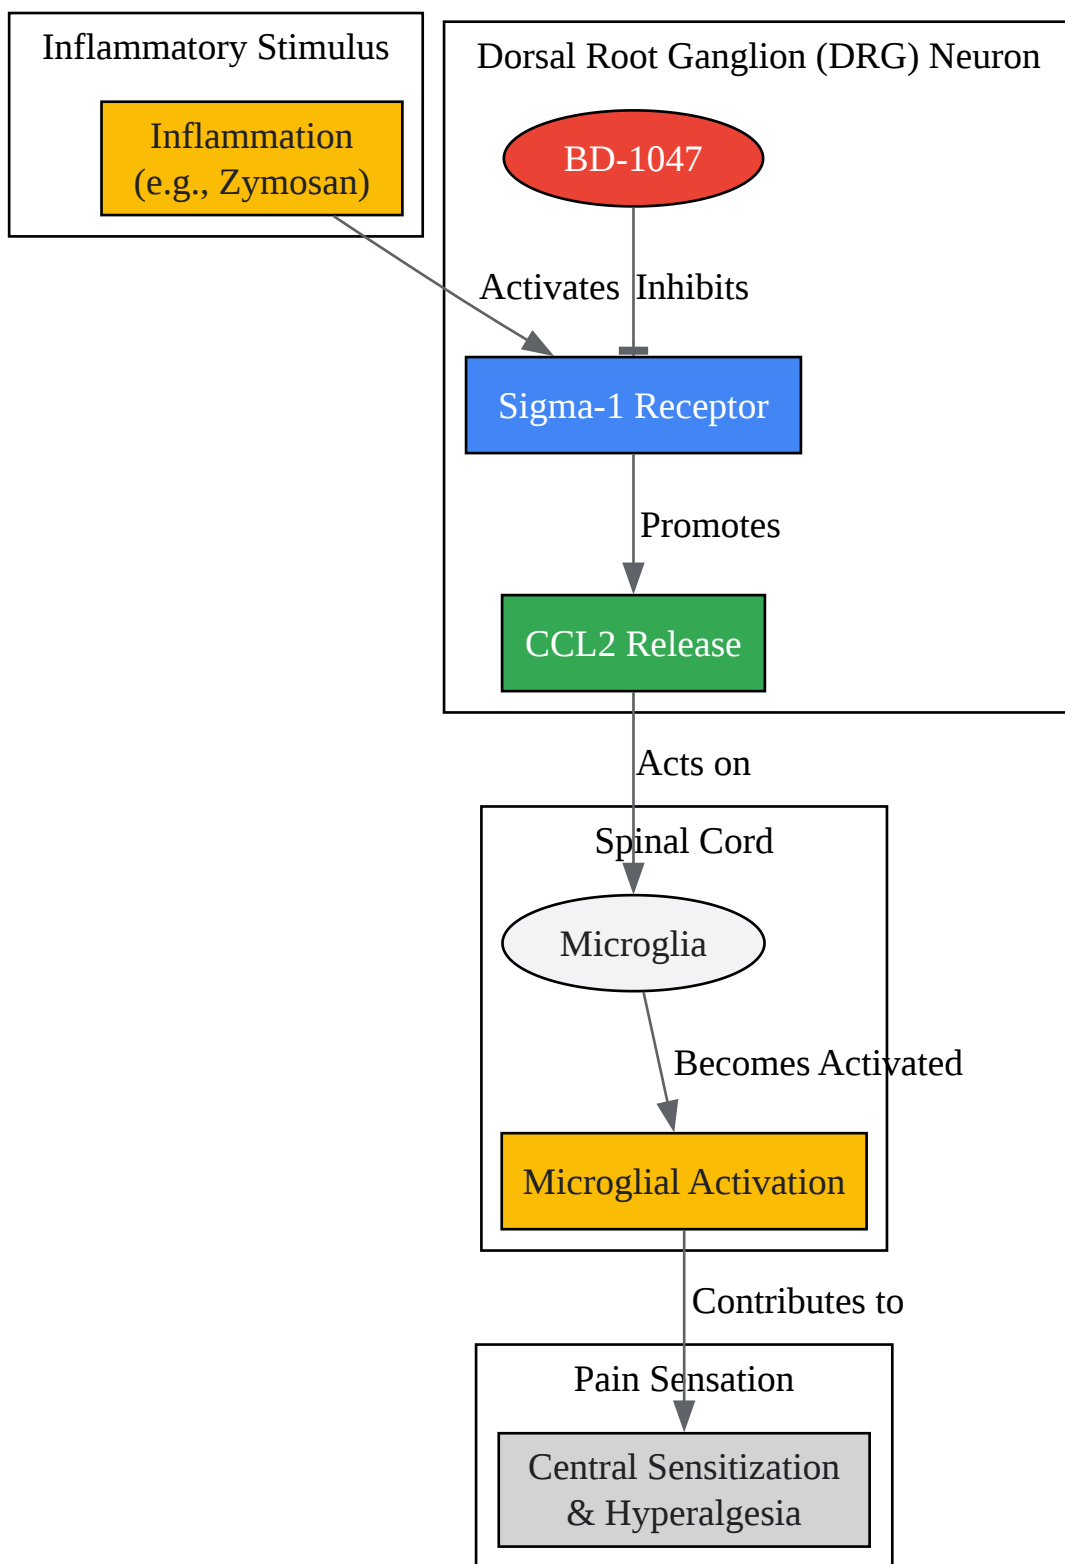 Inflammatory Stimulus
Dorsal Root Ganglion (DRG) Neuron
Inflammation
(e.g., Zymosan)
BD-1047
Activates
Inhibits
Sigma-1 Receptor
Promotes
CCL2 Release
Acts on
Spinal Cord
Microglia
Becomes Activated
Microglial Activation
Contributes to
Pain Sensation
Central Sensitization
& Hyperalgesia